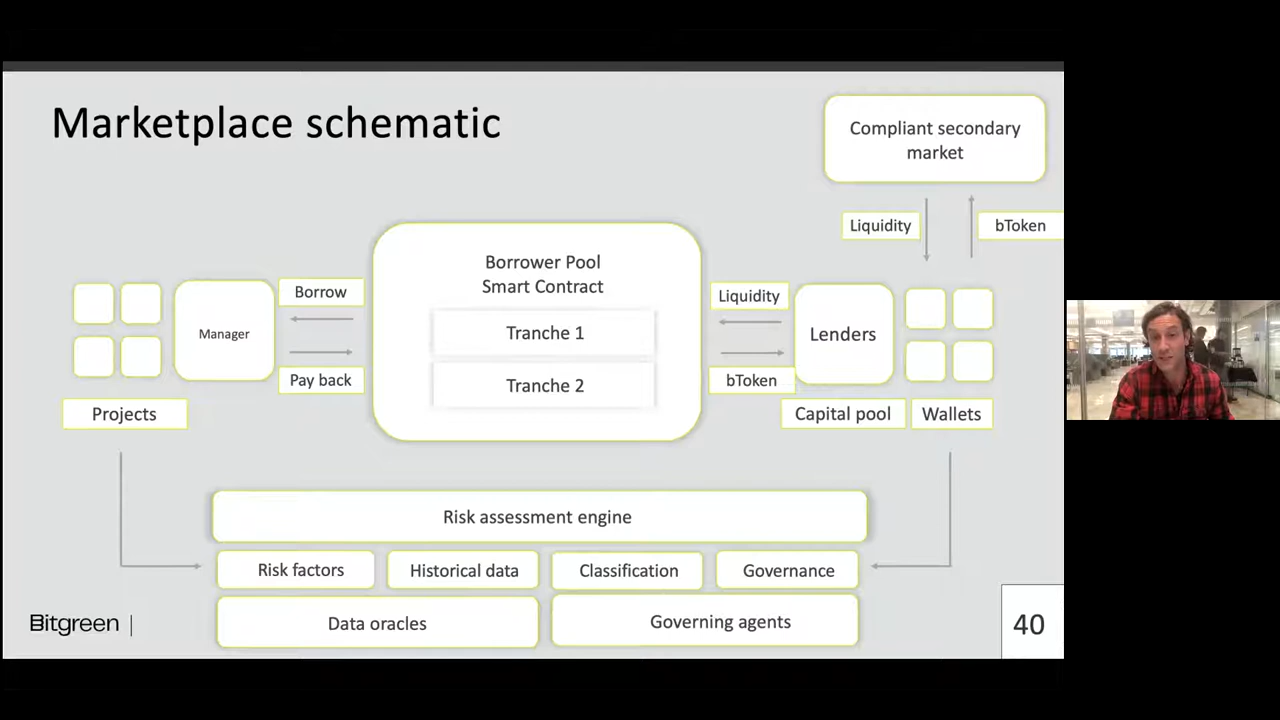 Marketplace schematic
Compliant secondary
market
Liquidity
bToken
Borrower Pool
Smart Contract
Tranche 1
Tranche 2
Borrow
Pay back
Manager
Projects
Liquidity
bToken
Lenders
Capital pool
Wallets
Risk assessment engine
Risk factors
Historical data
Classification
Governance
Data oracles
Governing agents
Bitgreen |
40